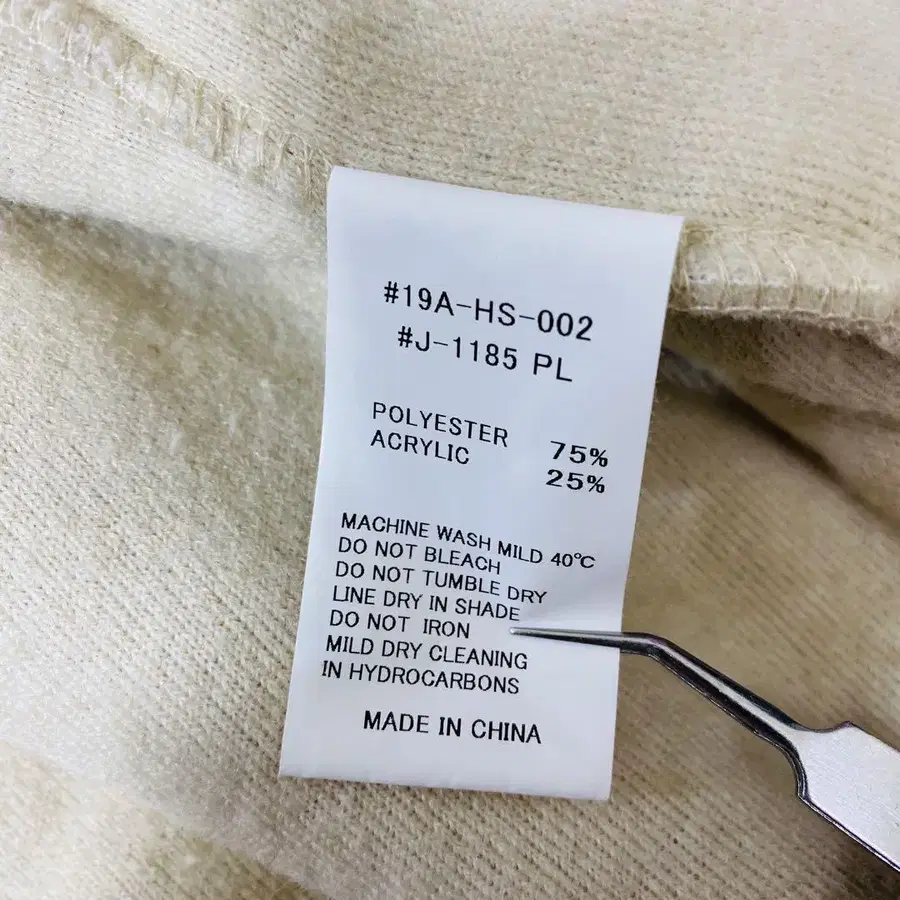 #19A-HS-002
#J-1185 PL
POLYESTER 75%
ACRYLIC 25%
MACHINE WASH MILD 40℃
DO NOT BLEACH
DO NOT TUMBLE DRY
LINE DRY IN SHADE
DO NOT IRON
MILD DRY CLEANING
IN HYDROCARBONS
MADE IN CHINA